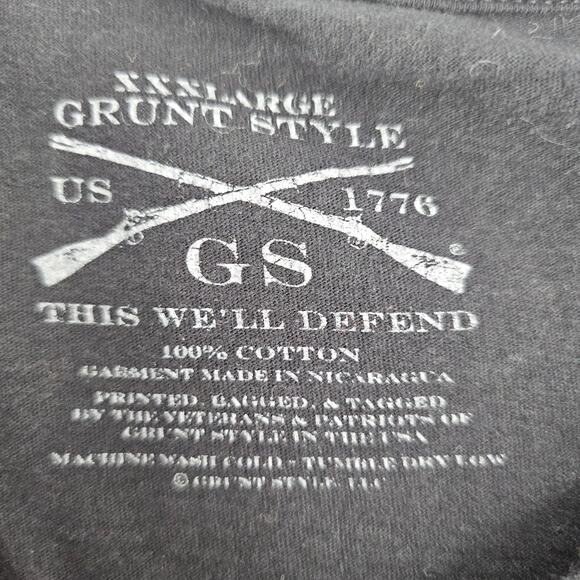 XXXLARGE
GRUNT STYLE
US 1776
GS ®
THIS WE'LL DEFEND
100% COTTON
GARMENT MADE IN NICARAGUA
PRINTED, BAGGED, & TAGGED
BY THE VETERANS & PATRIOTS OF
GRUNT STYLE IN THE USA
MACHINE WASH COLD - TUMBLE DRY LOW
© GRUNT STYLE, LLC